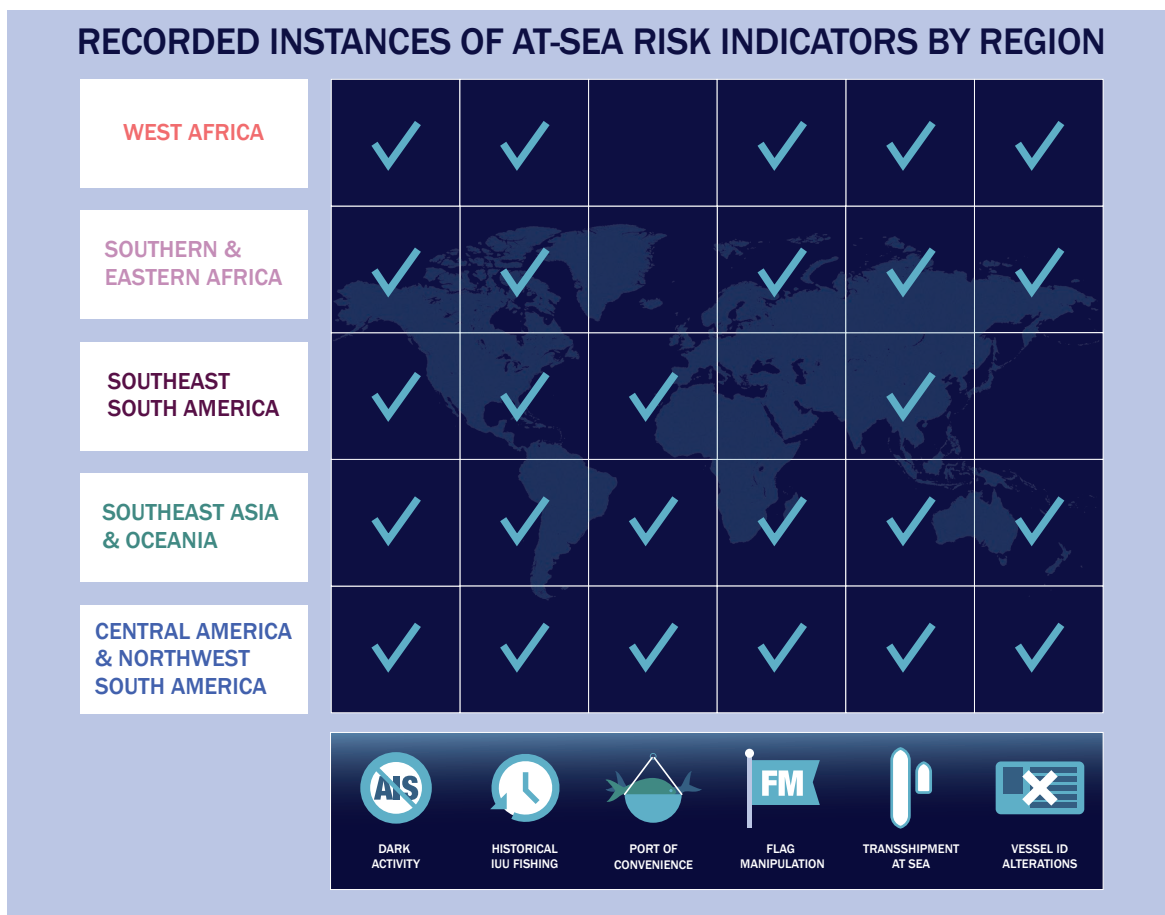 RECORDED INSTANCES OF AT-SEA RISK INDICATORS BY REGION
WEST AFRICA
SOUTHERN &
EASTERN AFRICA
SOUTHEAST
SOUTH AMERICA
SOUTHEAST ASIA
& OCEANIA
CENTRAL AMERICA
& NORTHWEST
SOUTH AMERICA
AIS
FM
DARK
ACTIVITY
HISTORICAL
IUU FISHING
PORT OF
CONVENIENCE
FLAG
MANIPULATION
TRANSSHIPMENT
AT SEA
VESSEL ID
ALTERATIONS